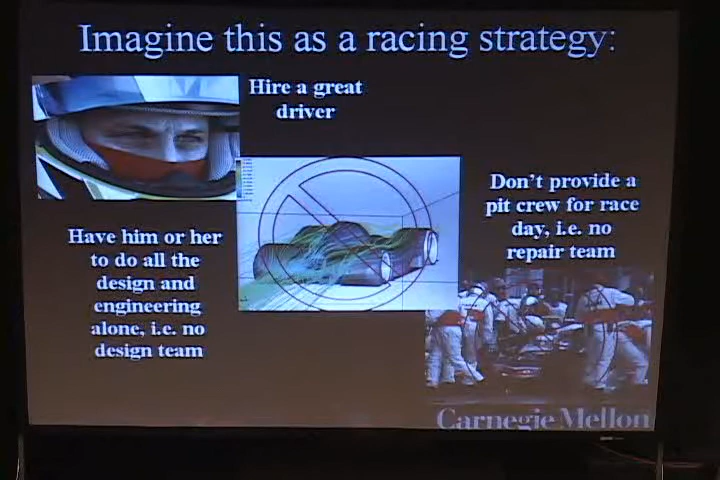 Imagine this as a racing strategy:
Hire a great
driver
Don't provide a
pit crew for race
day, i.e. no
repair team
Have him or her
to do all the
design and
engineering
alone, i.e. no
design team
Carnegie Mellon